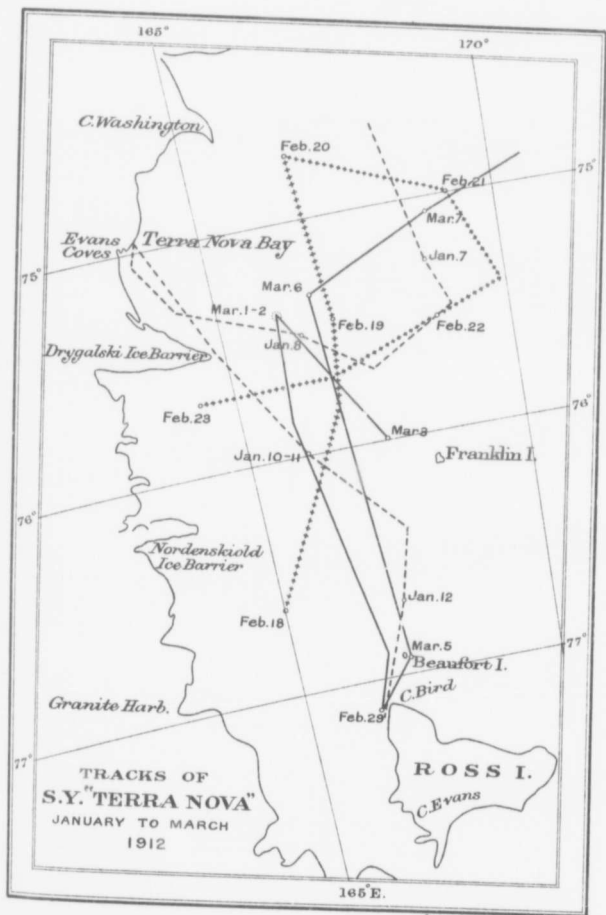 165°
170°
C. Washington
Feb. 20
Feb. 21
75°
Mar. 7
Evans
Coves
Terra Nova Bay
Jan. 7
75°
Mar. 6
Mar. 1-2
Feb. 19
Feb. 22
Jan. 8
Drygalski Ice Barrier
76°
Feb. 23
Mar. 3
Jan. 10-11
Franklin I.
76°
Nordenskiold
Ice Barrier
Jan. 12
Feb. 18
77°
Mar. 5
Beaufort I.
C. Bird
Granite Harb.
Feb. 29
77°
ROSS I.
TRACKS OF
S.Y. "TERRA NOVA"
JANUARY TO MARCH
1912
C. Evans
165°E.